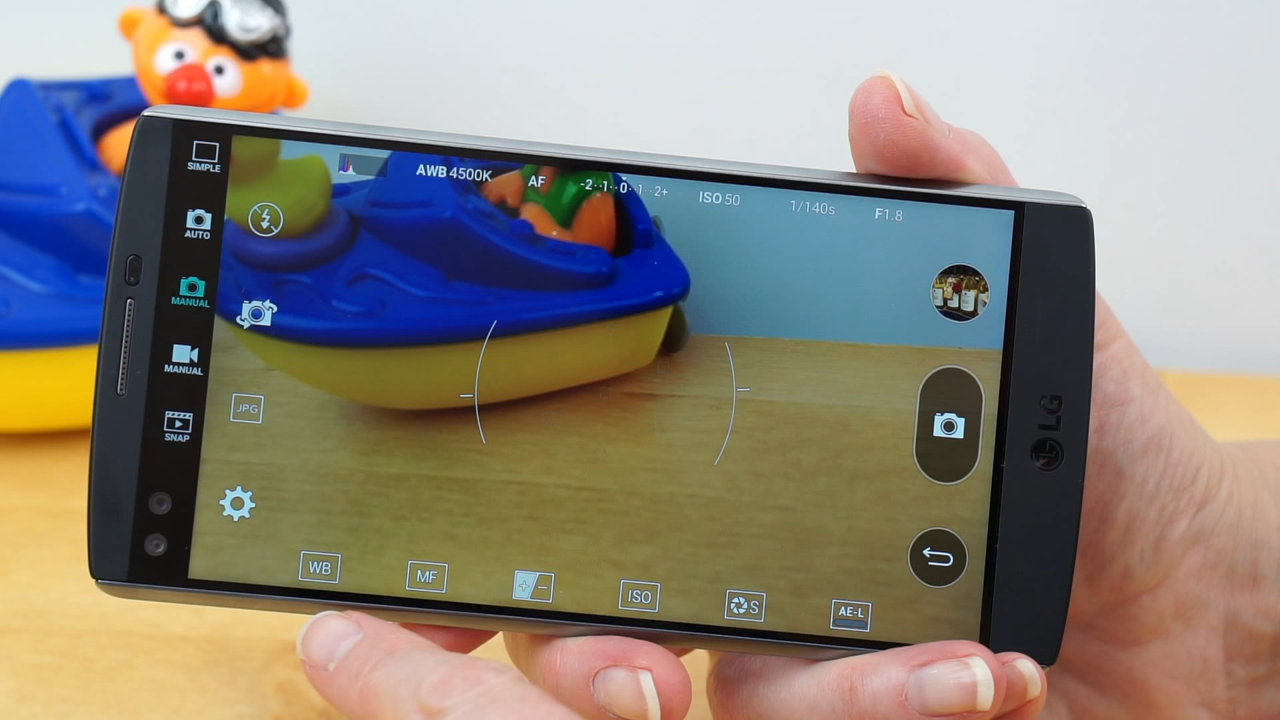 SIMPLE
AUTO
MANUAL
MANUAL
SNAP
AWB 4500K
AF
-2··1··0··1··2+
ISO 50
1/140s
F1.8
JPG
WB
MF
+ -
ISO
S
AE-L
LG